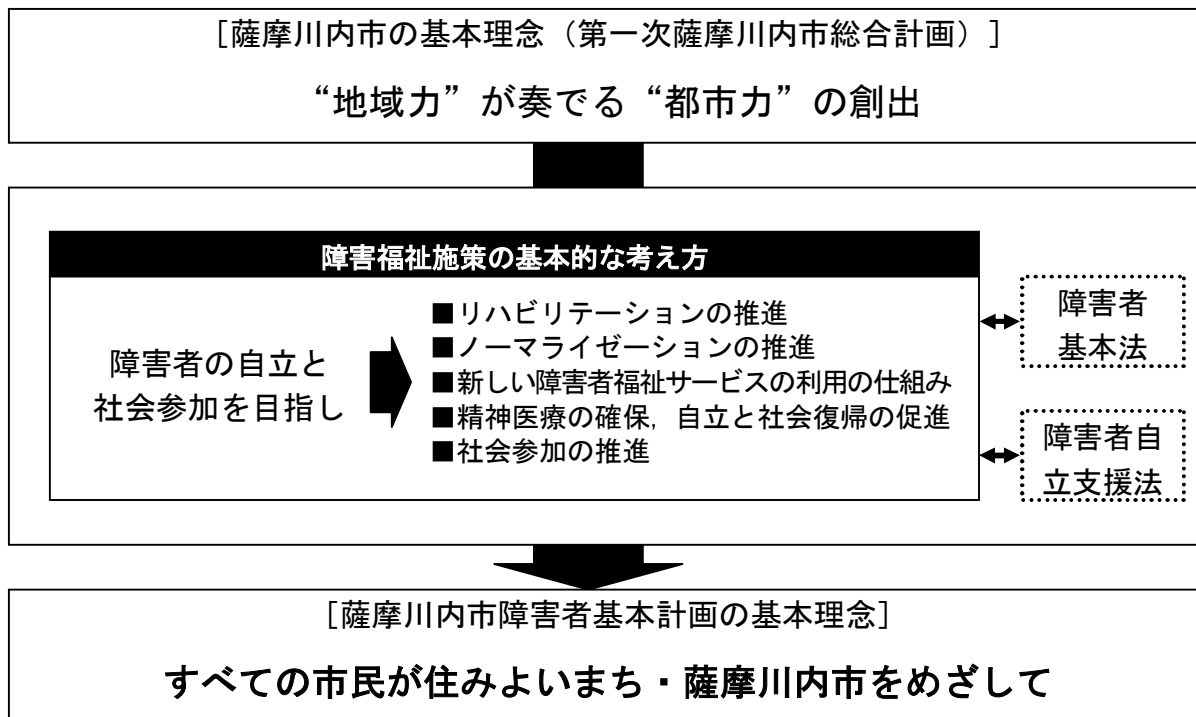 ［薩摩川内市の基本理念（第一次薩摩川内市総合計画）］
“地域力”が奏でる“都市力”の創出
障害福祉施策の基本的な考え方
障害者の自立と
社会参加を目指し
■リハビリテーションの推進
■ノーマライゼーションの推進
■新しい障害者福祉サービスの利用の仕組み
■精神医療の確保，自立と社会復帰の促進
■社会参加の推進
障害者
基本法
障害者自
立支援法
［薩摩川内市障害者基本計画の基本理念］
すべての市民が住みよいまち・薩摩川内市をめざして